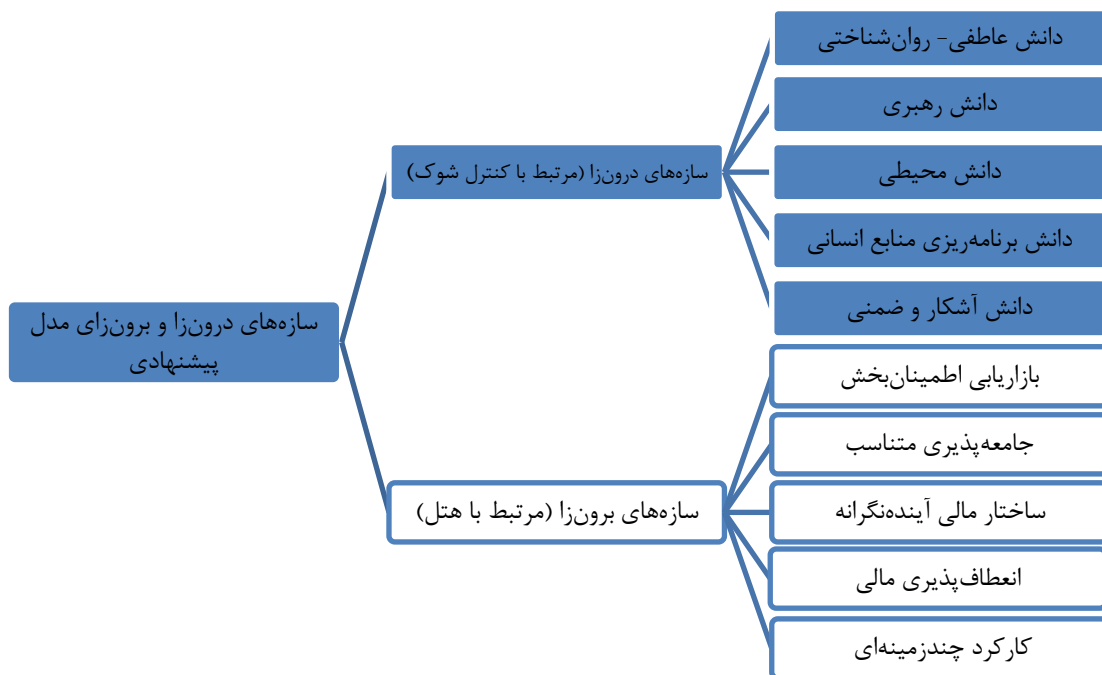 دانش عاطفی- روان‌شناختی
دانش رهبری
سازه‌های درون‌زا (مرتبط با کنترل شوک)
دانش محیطی
دانش برنامه‌ریزی منابع انسانی
دانش آشکار و ضمنی
سازه‌های درون‌زا و برون‌زای مدل
پیشنهادی
بازاریابی اطمینان‌بخش
جامعه‌پذیری متناسب
سازه‌های برون‌زا (مرتبط با هتل)
ساختار مالی آینده‌نگرانه
انعطاف‌پذیری مالی
کارکرد چندزمینه‌ای